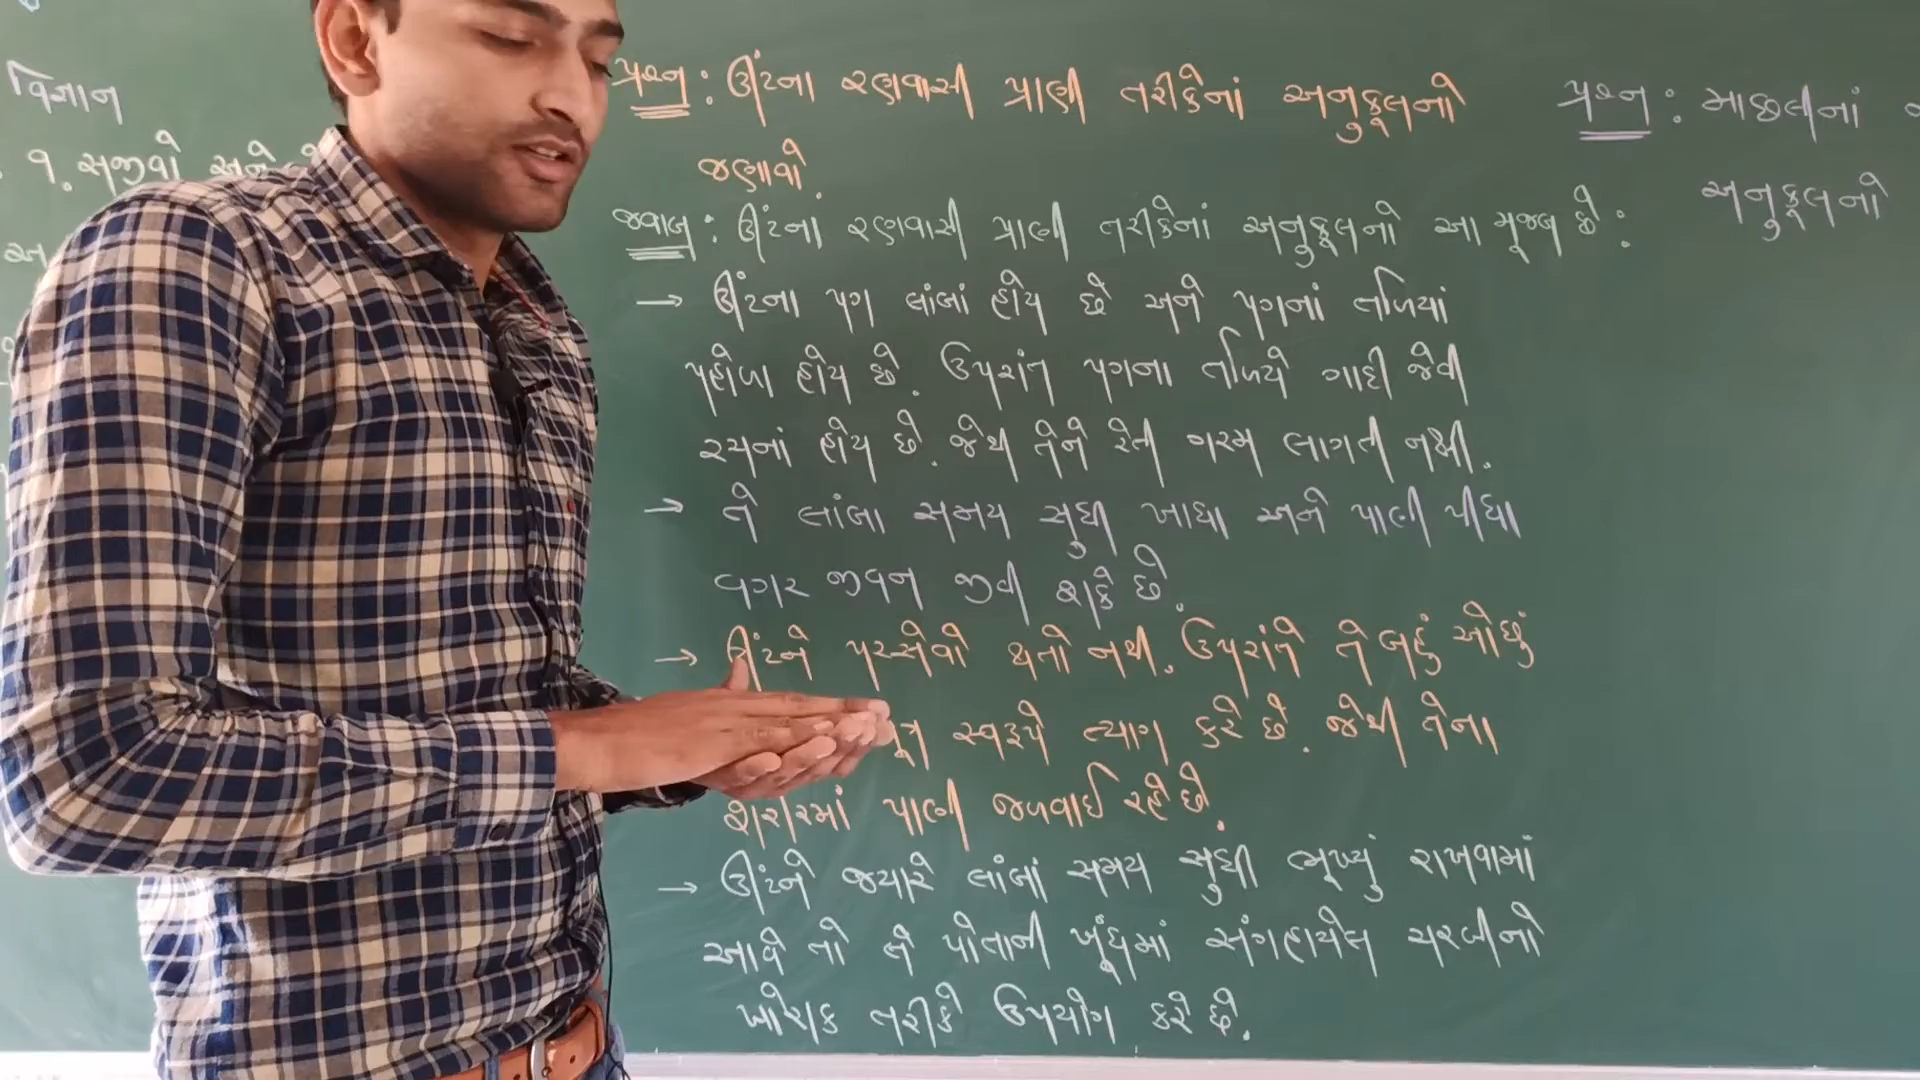 વિજ્ઞાન
૧. સજીવો અને
પ્રશ્ન : ઊંટના રણવાસી પ્રાણી તરીકેનાં અનુકૂલનો
જણાવો.
જવાબ : ઊંટનાં રણવાસી પ્રાણી તરીકેનાં અનુકૂલનો આ મૂજબ છે :
→ ઊંટના પગ લાંબાં હોય છે અને પગનાં તળિયાં
પહોળા હોય છે. ઉપરાંત પગના તળિયે ગાદી જેવી
રચનાં હોય છે. જેથી તેને રેતી ગરમ લાગતી નથી.
→ તે લાંબા સમય સુધી ખાધા અને પાણી પીધા
વગર જીવન જીવી શકે છે.
→ ઊંટને પરસેવો થતો નથી. ઉપરાંત તે બહું ઓછું
સ્વરૂપે ત્યાગ કરે છે. જેથી તેના
શરીરમાં પાણી જળવાઈ રહે છે.
→ ઊંટને જયારે લાંબાં સમય સુધી ભૂખ્યું રાખવામાં
આવે તો તે પોતાની ખૂંધમાં સંગ્રહાયેલ ચરબીનો
ખોરાક તરીકે ઉપયોગ કરે છે.
પ્રશ્ન : માછલીનાં
અનુકૂલનો